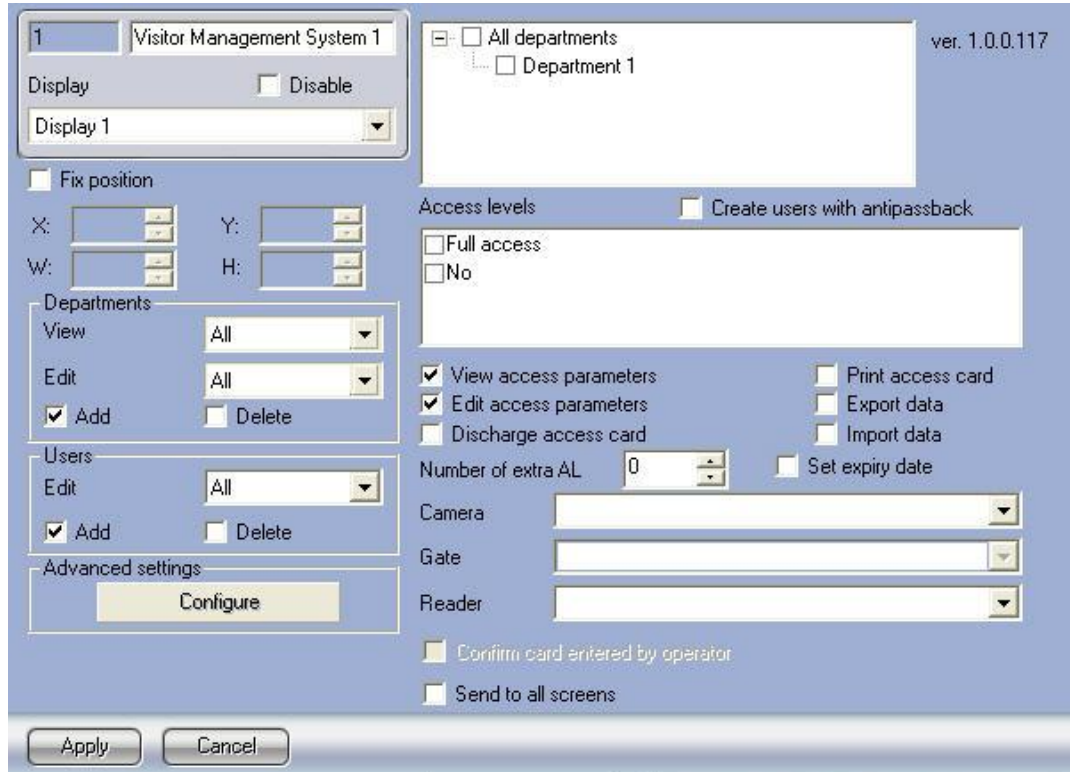 1 Visitor Management System 1
Display Disable
Display 1
Fix position
X: Y:
W: H:
Departments
View All
Edit All
Add Delete
Users
Edit All
Add Delete
Advanced settings
Configure
All departments
Department 1
ver. 1.0.0.117
Access levels Create users with antipassback
Full access
No
View access parameters Print access card
Edit access parameters Export data
Discharge access card Import data
Number of extra AL 0 Set expiry date
Camera
Gate
Reader
Confirm card entered by operator
Send to all screens
Apply Cancel